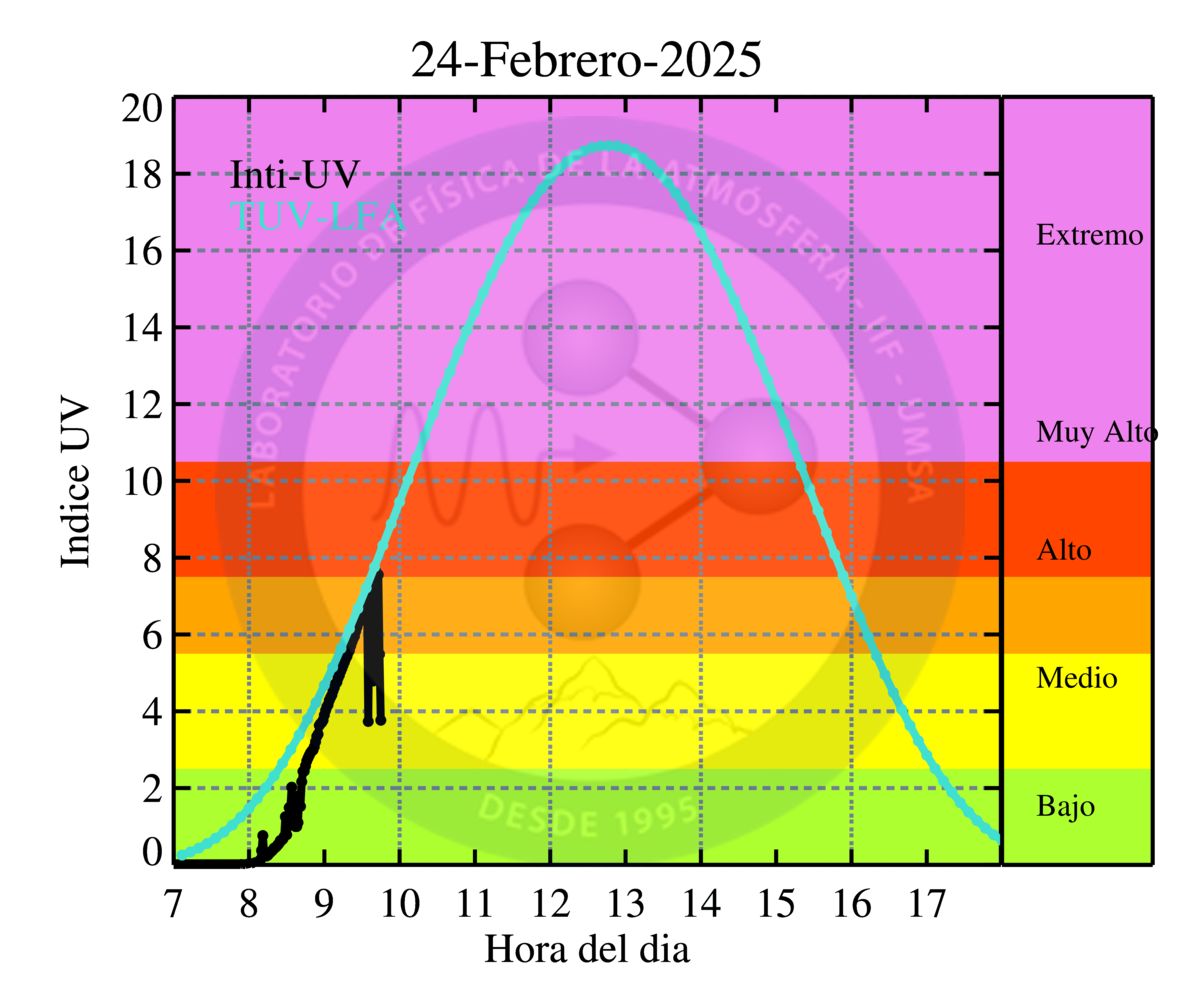 24-Febrero-2025
Inti-UV
TUV-LFA
LABORATORIO DE FÍSICA DE LA ATMÓSFERA - IIF - UMSA
DESDE 1995
Indice UV
20
18
16
14
12
10
8
6
4
2
0
Extremo
Muy Alto
Alto
Medio
Bajo
7 8 9 10 11 12 13 14 15 16 17
Hora del dia